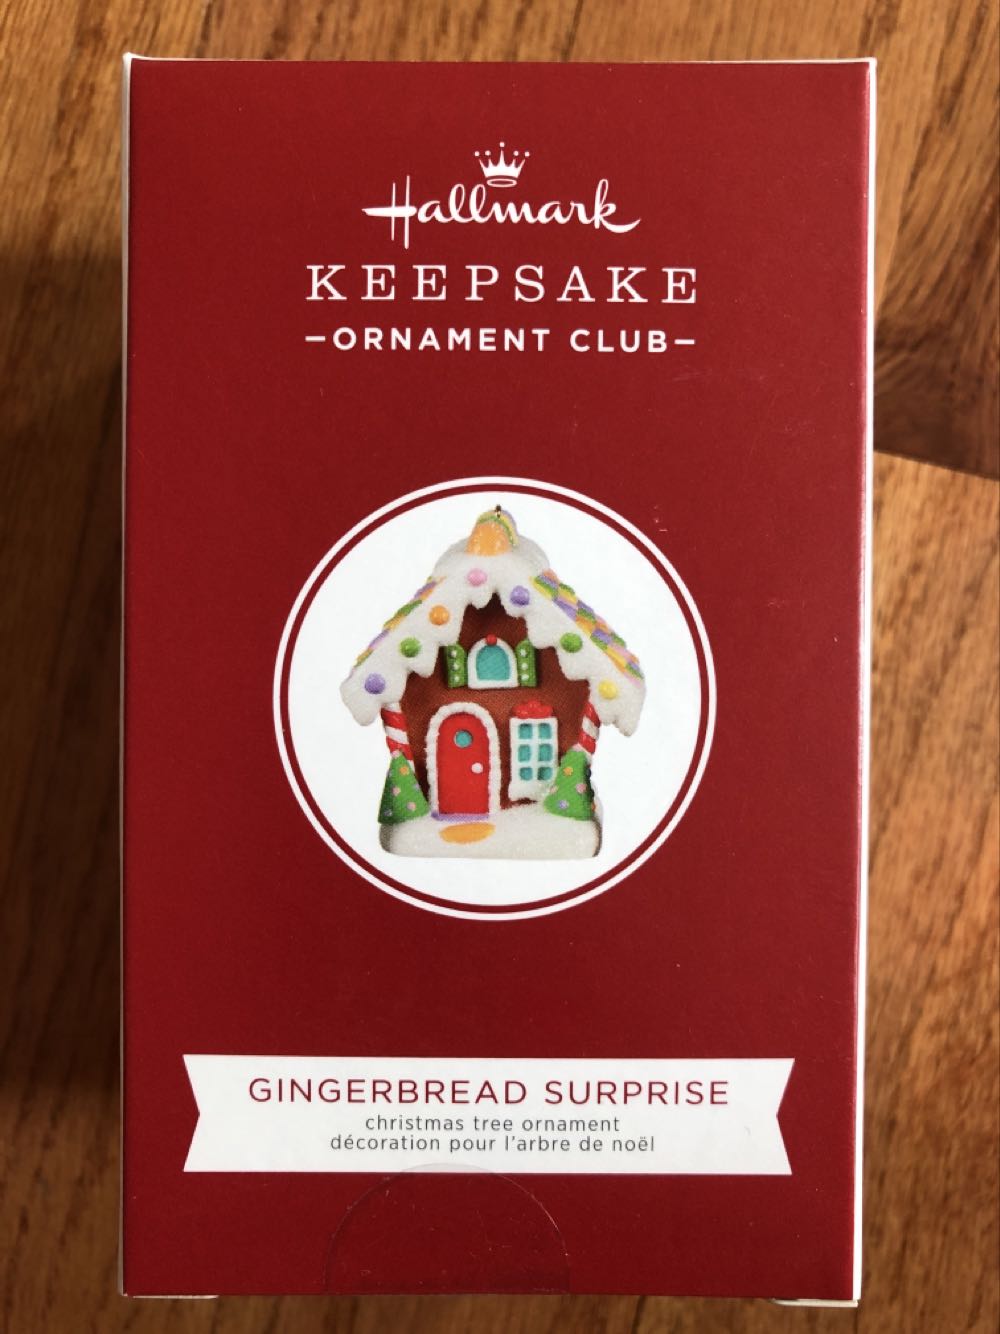 Hallmark
KEEPSAKE
–ORNAMENT CLUB–
GINGERBREAD SURPRISE
christmas tree ornament
décoration pour l'arbre de noël